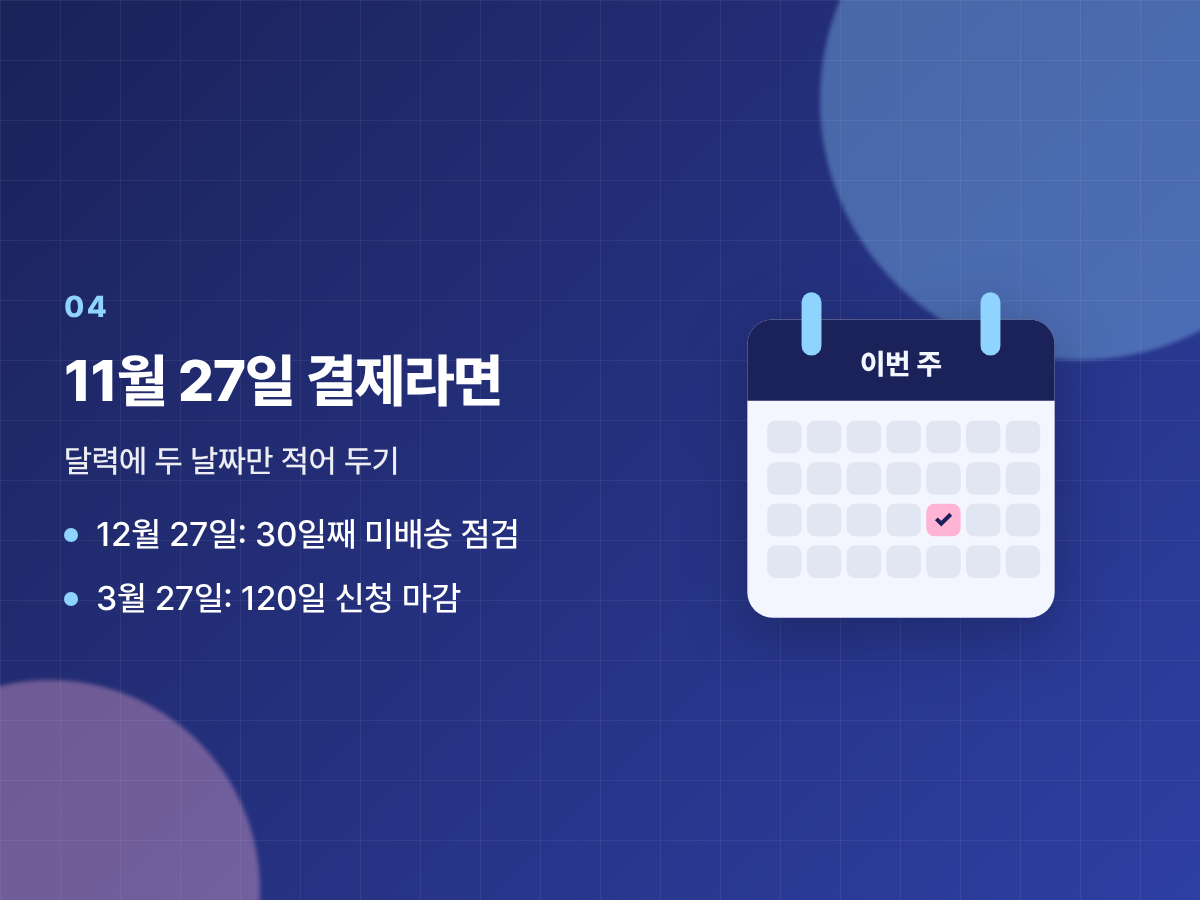 04
11월 27일 결제라면
달력에 두 날짜만 적어 두기
12월 27일: 30일째 미배송 점검
3월 27일: 120일 신청 마감
이번 주